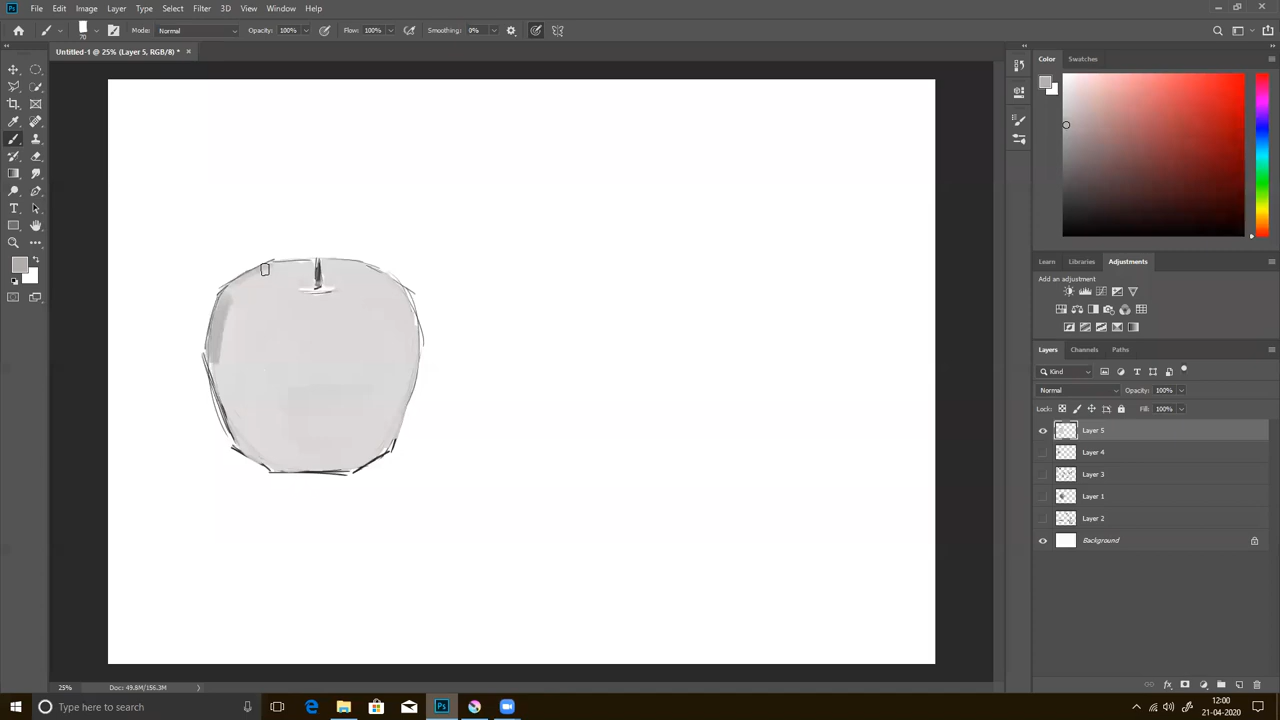 Ps File Edit Image Layer Type Select Filter 3D View Window Help
70 Mode: Normal Opacity: 100% Flow: 100% Smoothing: 0%
Untitled-1 @ 25% (Layer 5, RGB/8) * ×
Color Swatches
Learn Libraries Adjustments
Add an adjustment
Layers Channels Paths
Kind
Normal Opacity: 100%
Lock: Fill: 100%
Layer 5
Layer 4
Layer 3
Layer 1
Layer 2
Background
25% Doc: 49.8M/156.3M
Type here to search
Ps
12:00
21-04-2020